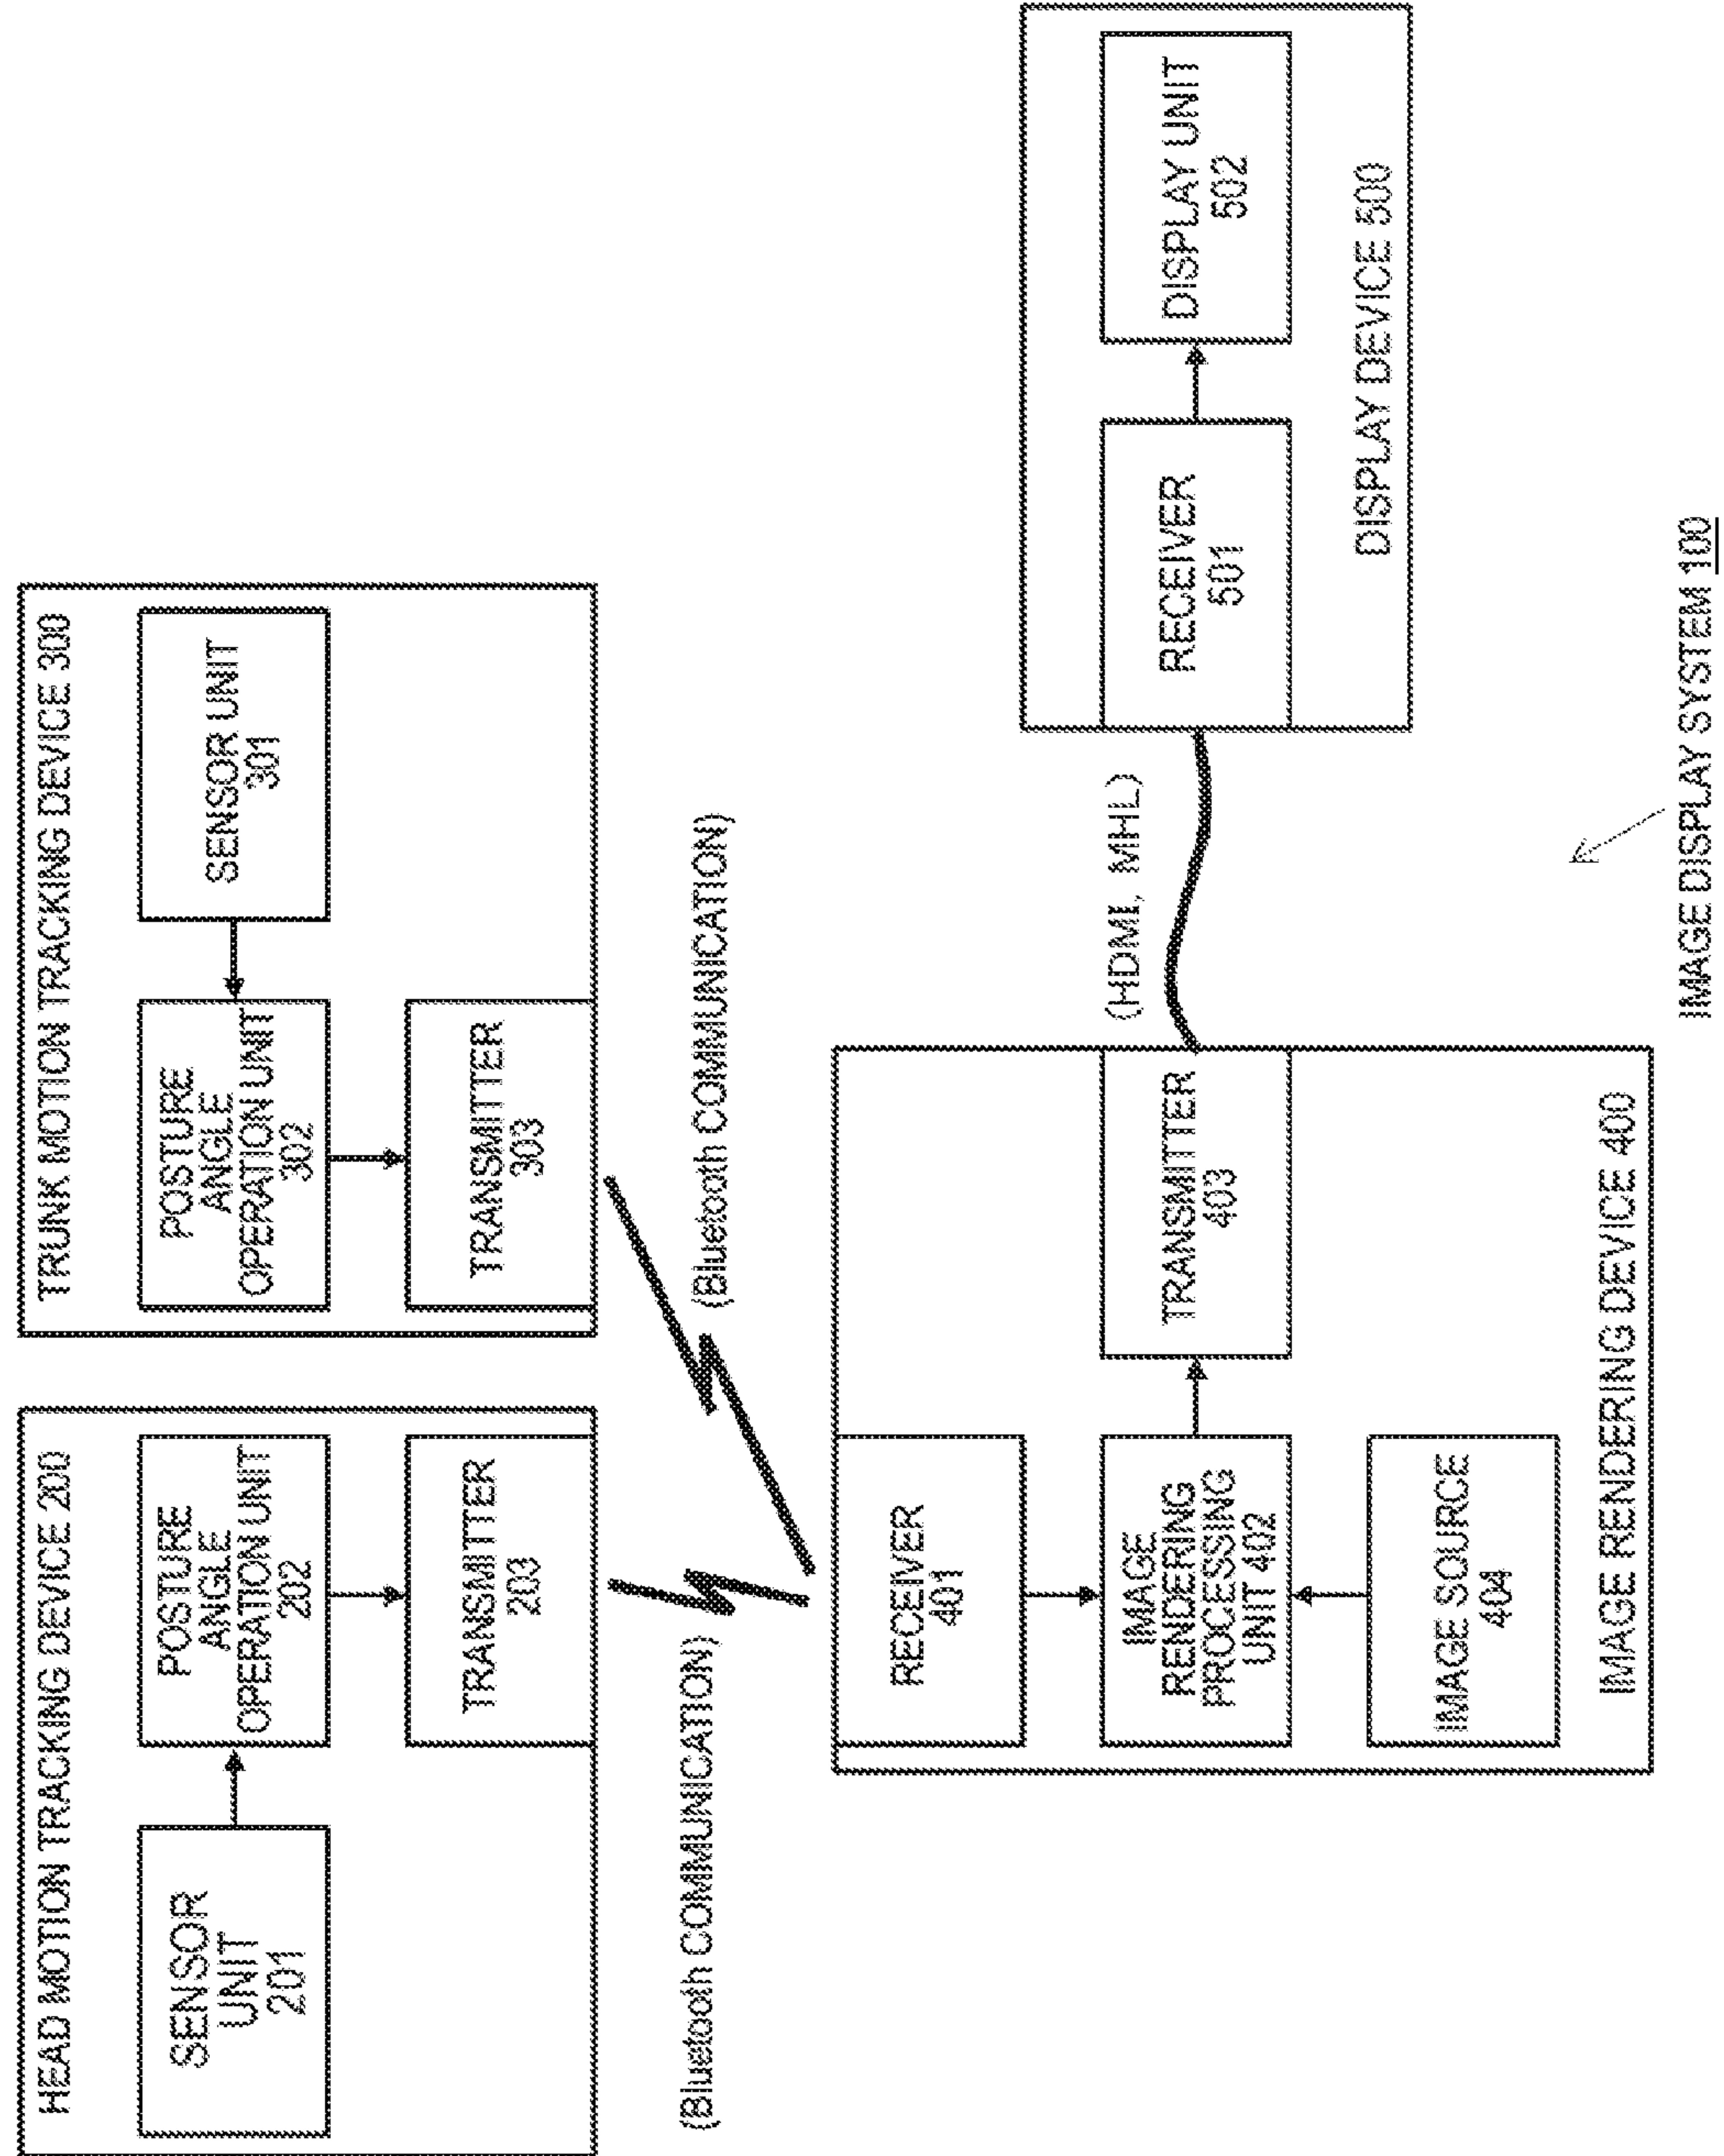 HEAD MOTION TRACKING DEVICE 200
SENSOR
UNIT
201
POSTURE
ANGLE
OPERATION UNIT
202
TRANSMITTER
203
TRUNK MOTION TRACKING DEVICE 300
SENSOR UNIT
301
POSTURE
ANGLE
OPERATION UNIT
302
TRANSMITTER
303
(Bluetooth COMMUNICATION)
(Bluetooth COMMUNICATION)
RECEIVER
401
IMAGE
RENDERING
PROCESSING
UNIT 402
TRANSMITTER
403
IMAGE SOURCE
404
IMAGE RENDERING DEVICE 400
(HDMI, MHL)
RECEIVER
501
DISPLAY UNIT
502
DISPLAY DEVICE 500
IMAGE DISPLAY SYSTEM 100